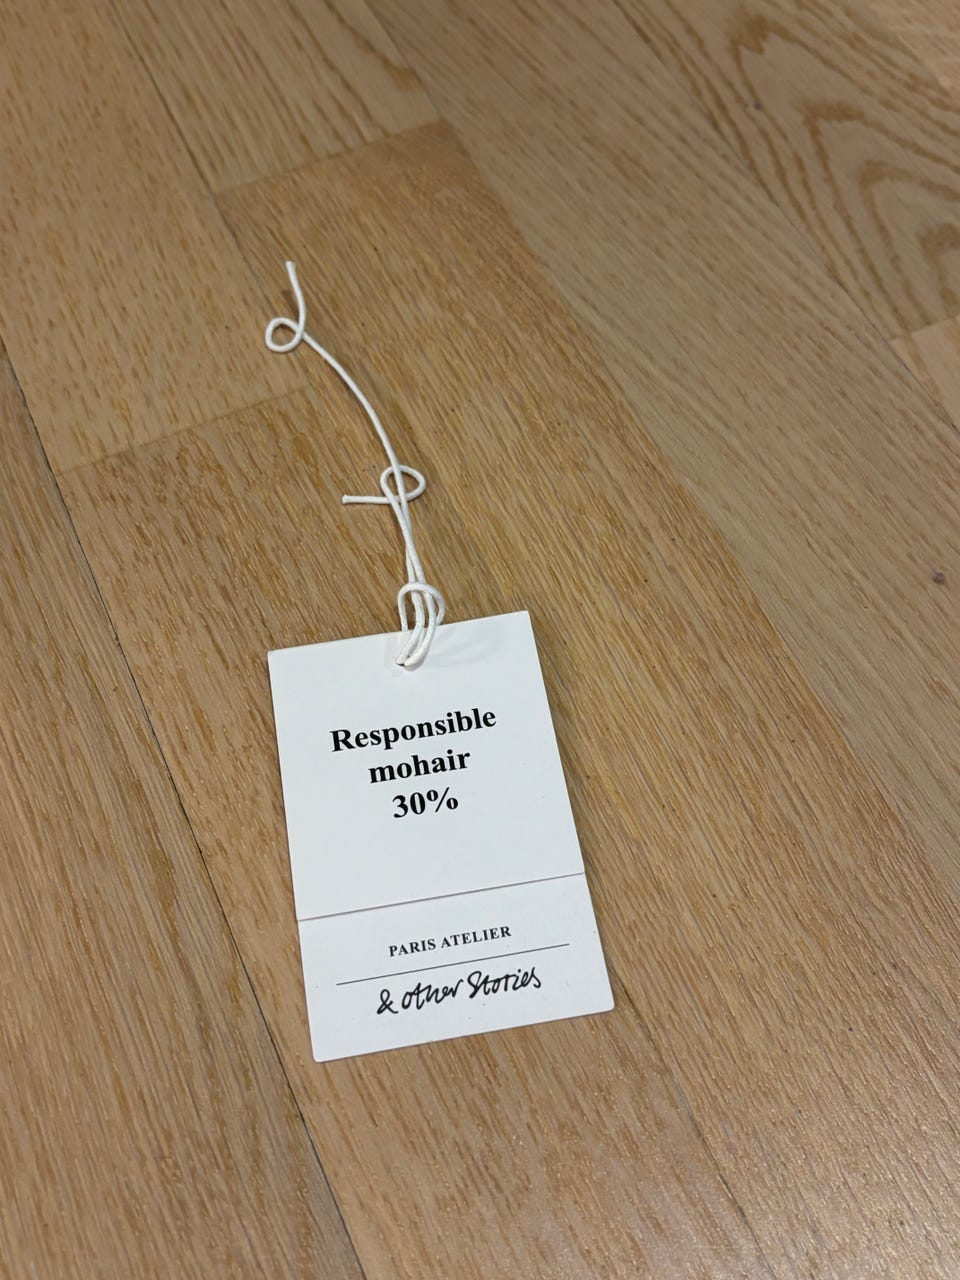 Responsible
mohair
30%
PARIS ATELIER
& other Stories